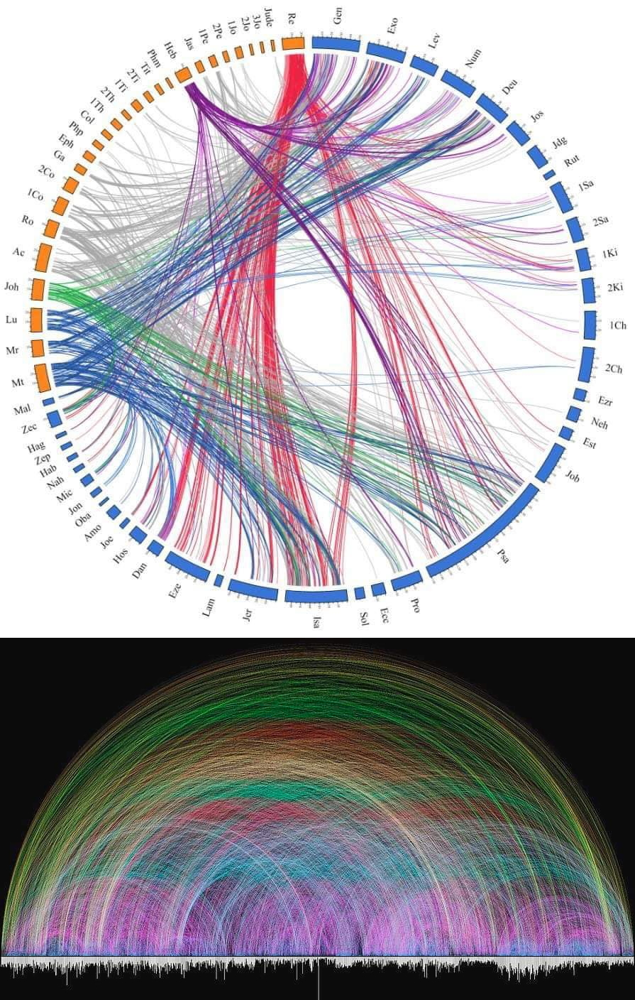 Gen
Exo
Lev
Num
Deu
Jos
Jdg
Rut
1Sa
2Sa
1Ki
2Ki
1Ch
2Ch
Ezr
Neh
Est
Job
Psa
Pro
Ecc
Sol
Isa
Jer
Lam
Eze
Dan
Hos
Joe
Amo
Oba
Jon
Mic
Nah
Hab
Zep
Hag
Zec
Mal
Mt
Mr
Lu
Joh
Ac
Ro
1Co
2Co
Ga
Eph
Php
Col
1Th
2Th
1Ti
2Ti
Tit
Phm
Heb
Jas
1Pe
2Pe
1Jo
2Jo
3Jo
Jude
Re